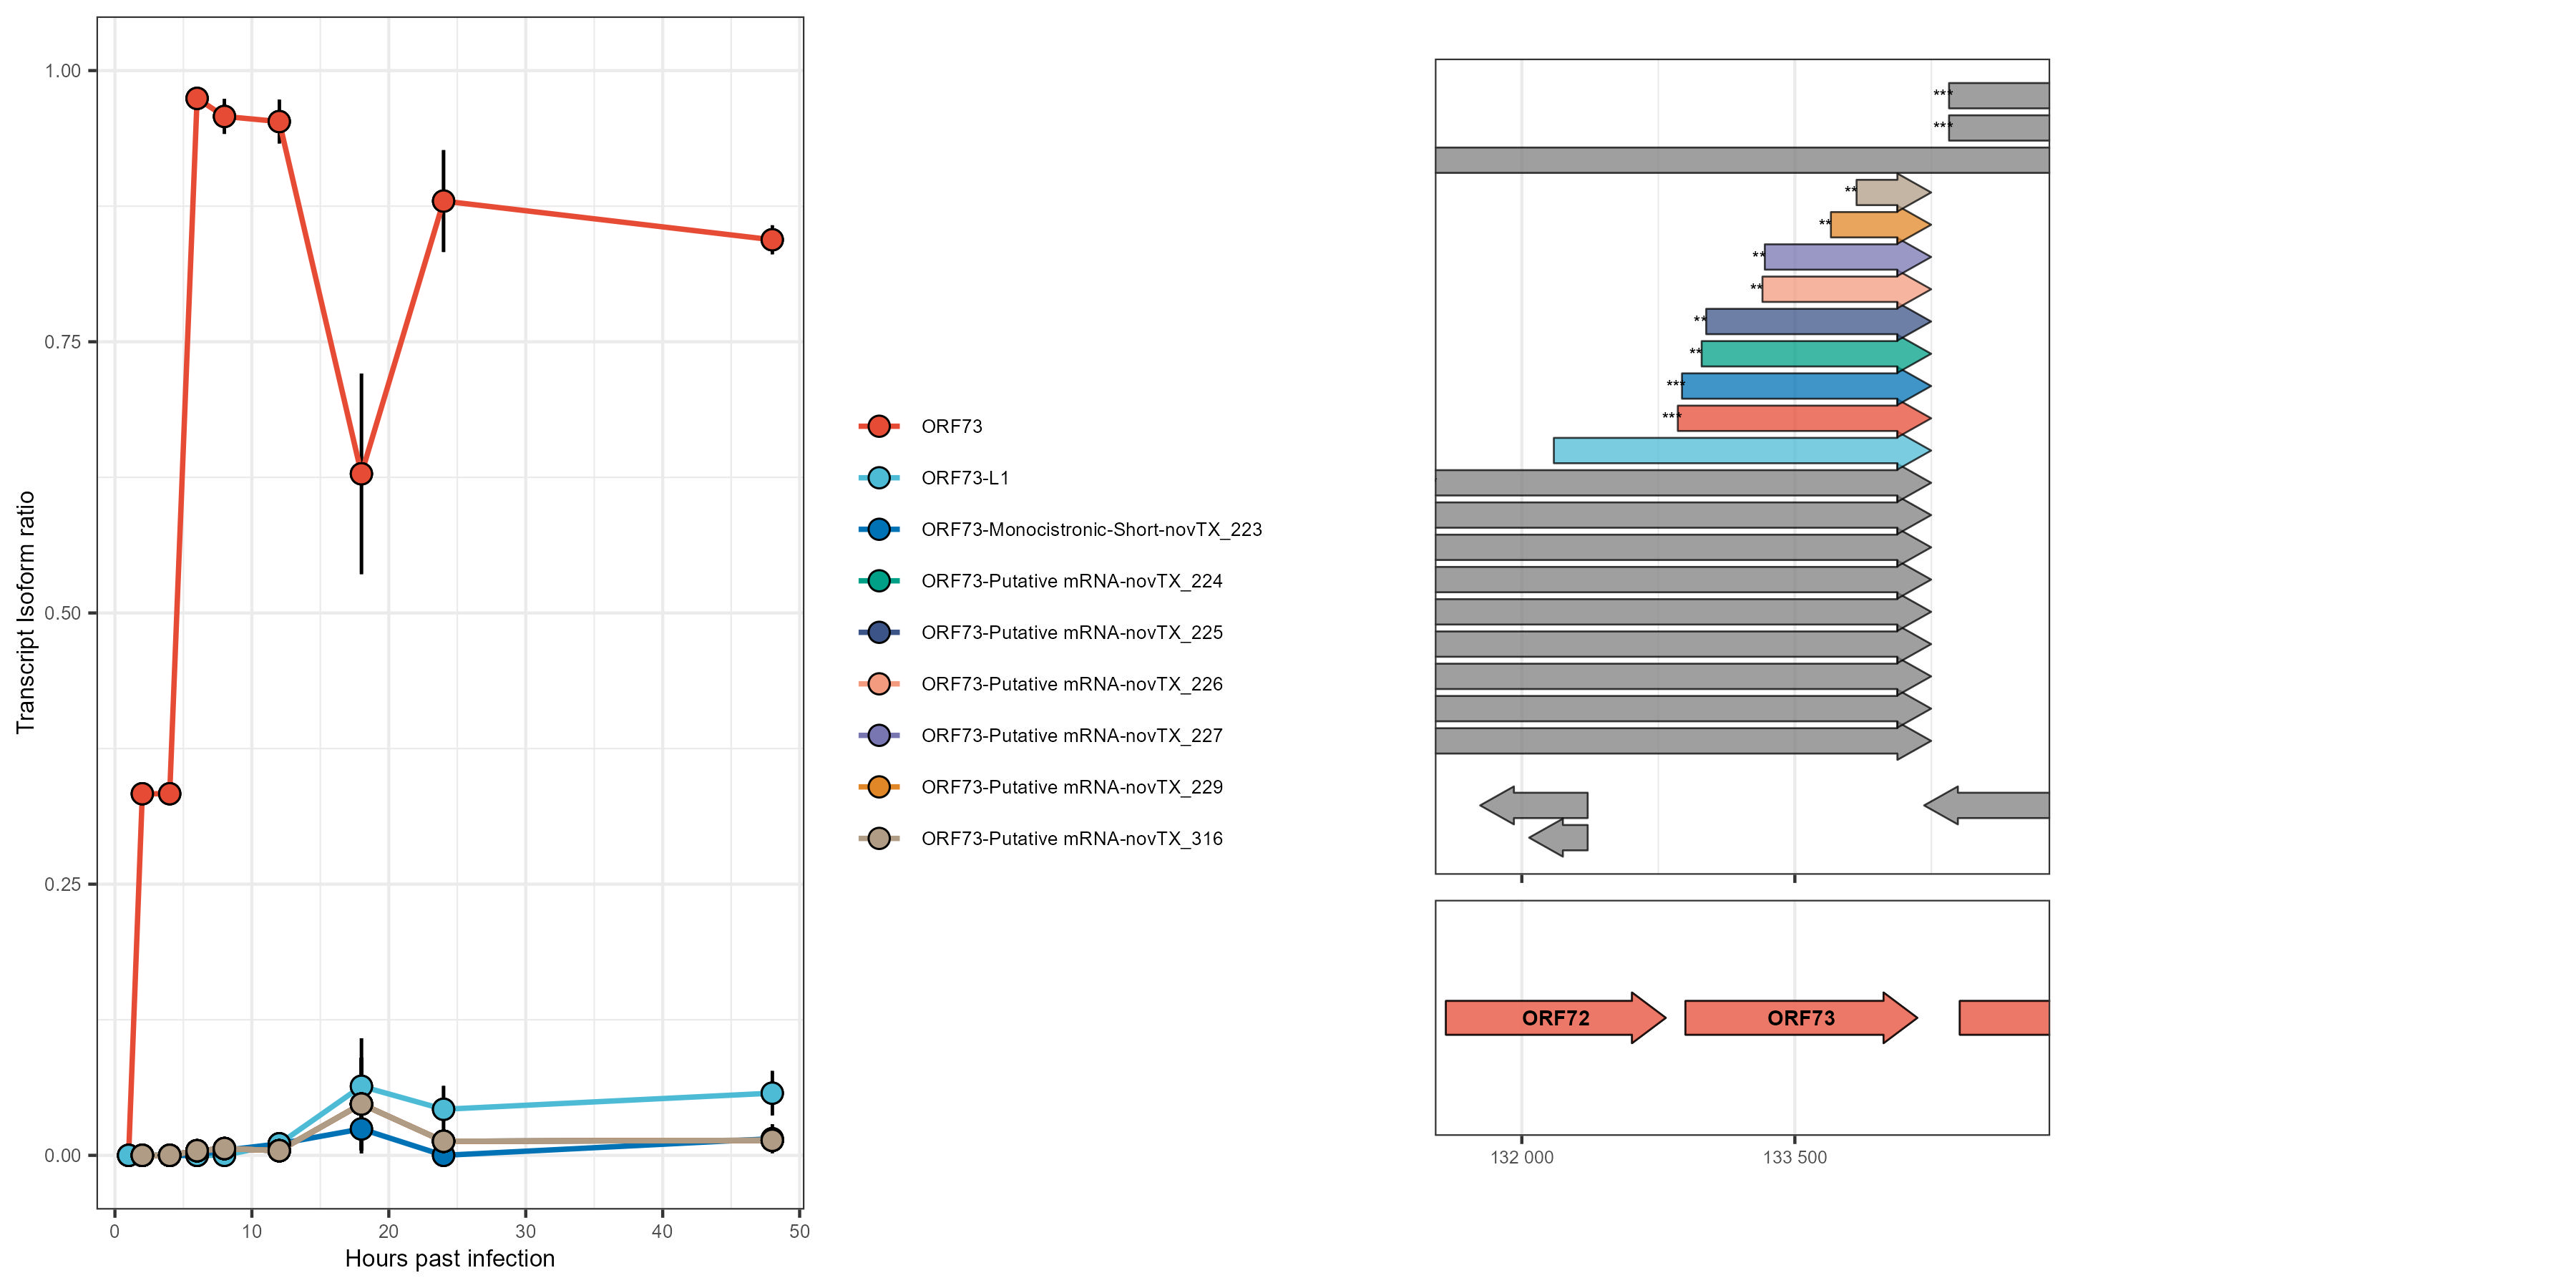 1.00
0.75
0.50
0.25
0.00
Transcript Isoform ratio
0
10
20
30
40
50
Hours past infection
ORF73
ORF73-L1
ORF73-Monocistronic-Short-novTX_223
ORF73-Putative mRNA-novTX_224
ORF73-Putative mRNA-novTX_225
ORF73-Putative mRNA-novTX_226
ORF73-Putative mRNA-novTX_227
ORF73-Putative mRNA-novTX_229
ORF73-Putative mRNA-novTX_316
***
***
**
**
**
**
**
**
***
***
ORF72
ORF73
132 000
133 500